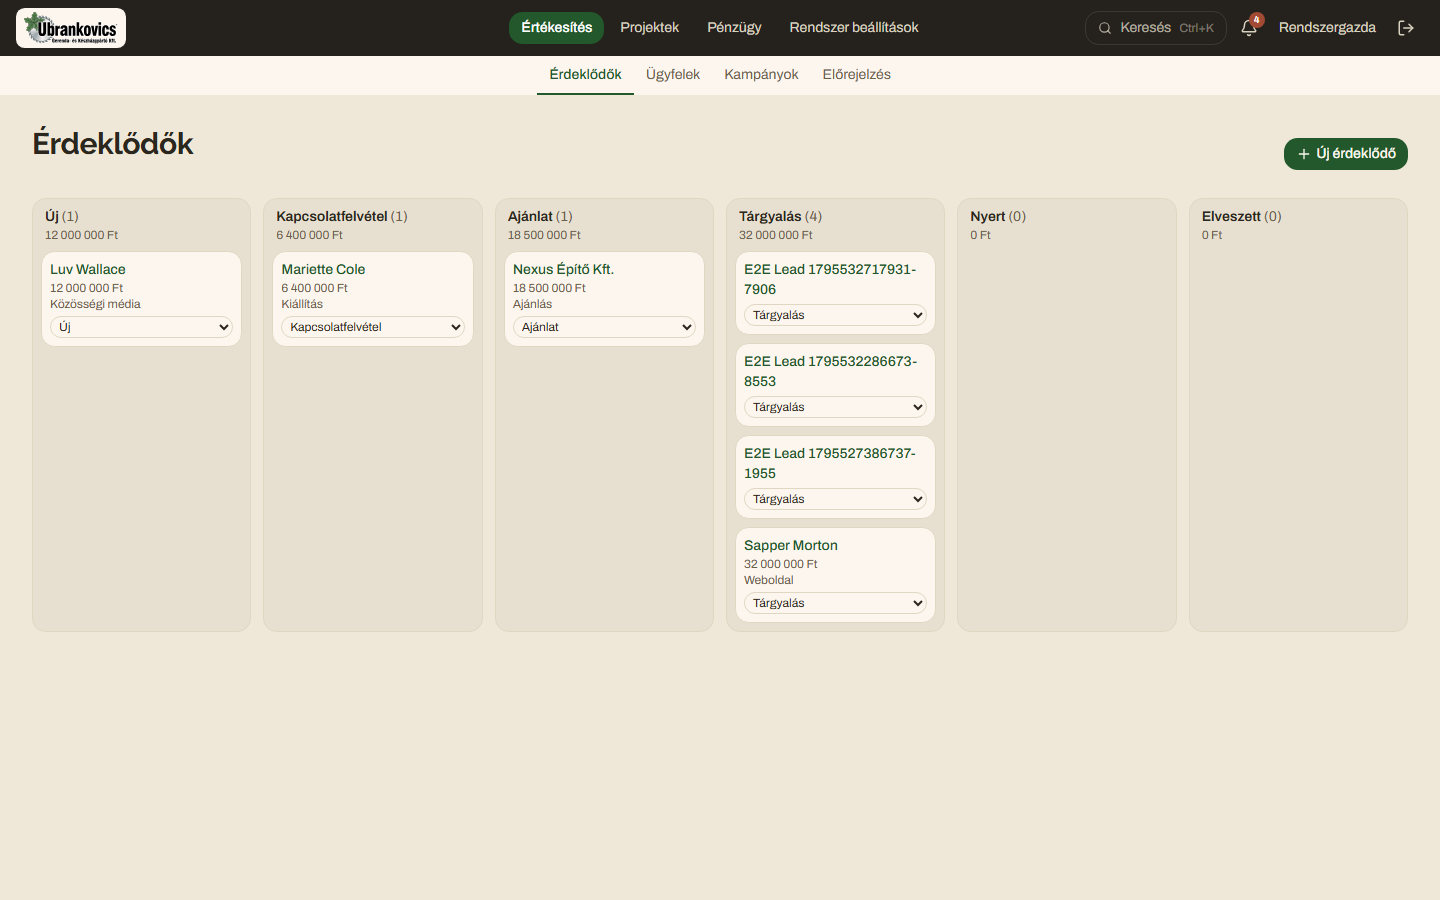 Ubrankovics
Gerenda- és Készházgyártó Kft.
Értékesítés
Projektek
Pénzügy
Rendszer beállítások
Keresés Ctrl+K
4
Rendszergazda
Érdeklődők
Ügyfelek
Kampányok
Előrejelzés
Érdeklődők
Új érdeklődő
Új (1)
12 000 000 Ft
Luv Wallace
12 000 000 Ft
Közösségi média
Új
Kapcsolatfelvétel (1)
6 400 000 Ft
Mariette Cole
6 400 000 Ft
Kiállítás
Kapcsolatfelvétel
Ajánlat (1)
18 500 000 Ft
Nexus Építő Kft.
18 500 000 Ft
Ajánlás
Ajánlat
Tárgyalás (4)
32 000 000 Ft
E2E Lead 1795532717931-
7906
Tárgyalás
E2E Lead 1795532286673-
8553
Tárgyalás
E2E Lead 1795527386737-
1955
Tárgyalás
Sapper Morton
32 000 000 Ft
Weboldal
Tárgyalás
Nyert (0)
0 Ft
Elveszett (0)
0 Ft